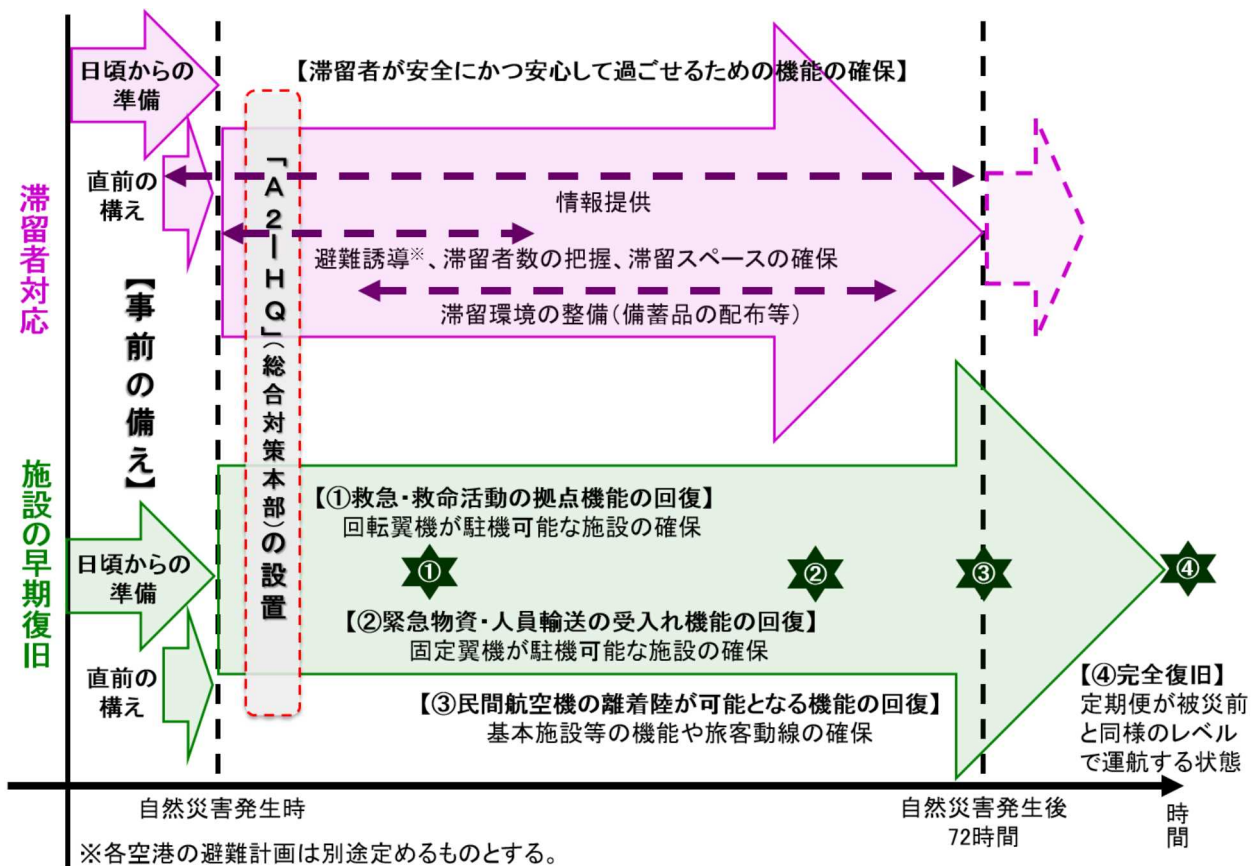 日頃からの
準備
【滞留者が安全にかつ安心して過ごせるための機能の確保】
直前の
構え
滞留者対応
【事前の備え】
「A2－HQ」（総合対策本部）の設置
情報提供
避難誘導※、滞留者数の把握、滞留スペースの確保
滞留環境の整備（備蓄品の配布等）
施設の早期復旧
日頃からの
準備
直前の
構え
【①救急・救命活動の拠点機能の回復】
回転翼機が駐機可能な施設の確保
①
②
③
④
【②緊急物資・人員輸送の受入れ機能の回復】
固定翼機が駐機可能な施設の確保
【③民間航空機の離着陸が可能となる機能の回復】
基本施設等の機能や旅客動線の確保
【④完全復旧】
定期便が被災前
と同様のレベル
で運航する状態
自然災害発生時
自然災害発生後
72時間
時間
※各空港の避難計画は別途定めるものとする。